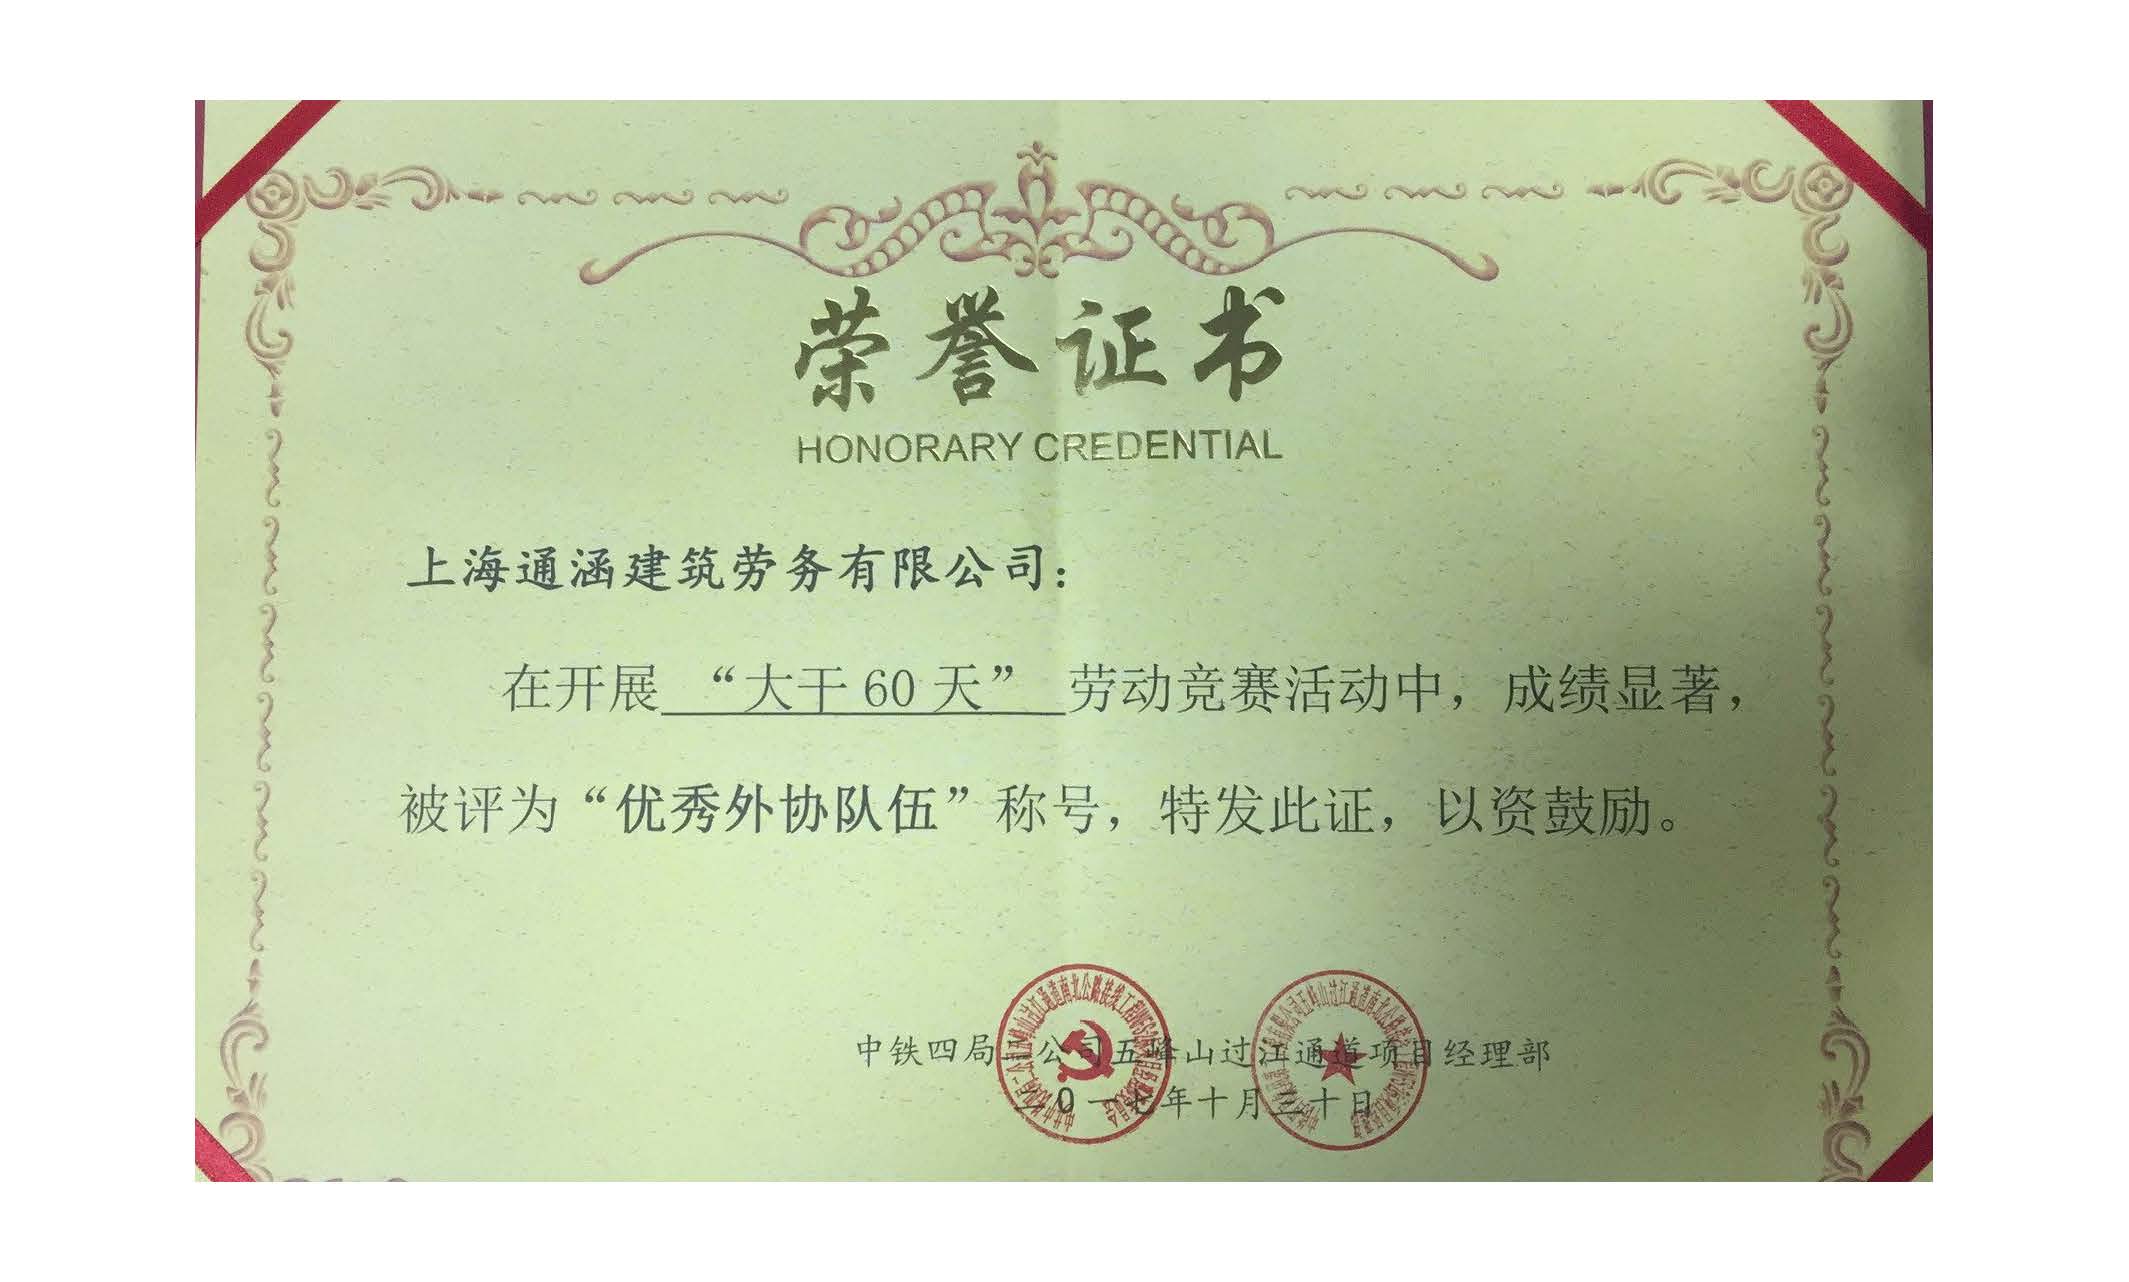 荣誉证书
HONORARY CREDENTIAL
上海通涵建筑劳务有限公司：
在开展 “大干 60 天” 劳动竞赛活动中，成绩显著，
被评为“优秀外协队伍”称号，特发此证，以资鼓励。
中铁四局 公司五峰山过江通道项目经理部
二0一七年十月三十日